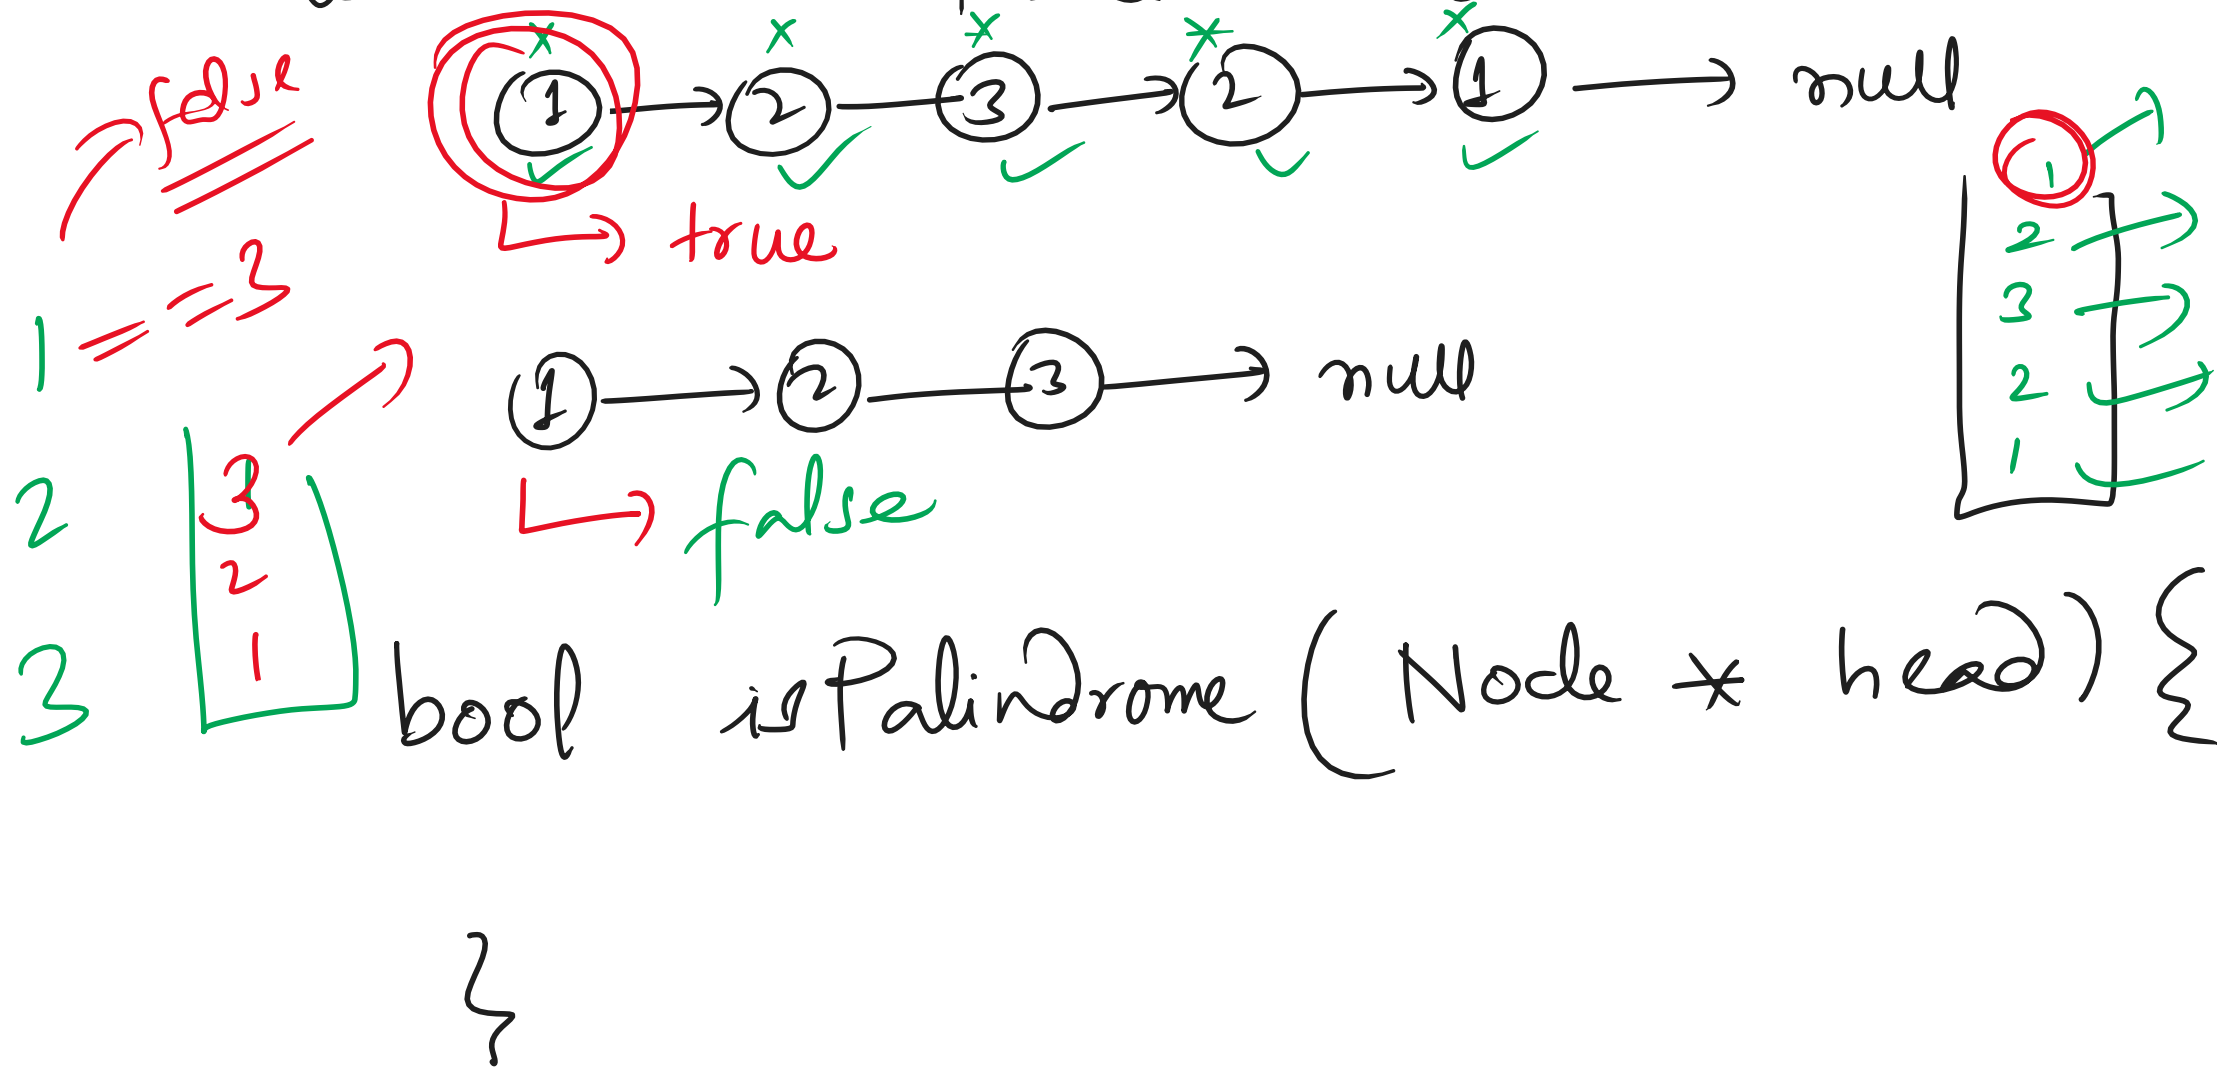 false
1 → 2 → 3 → 2 → 1 → null
true
1 == 3
1
2
3
2
1
1 → 2 → 3 → null
false
3
2
1
2
3
bool isPalindrome (Node * head) {
}